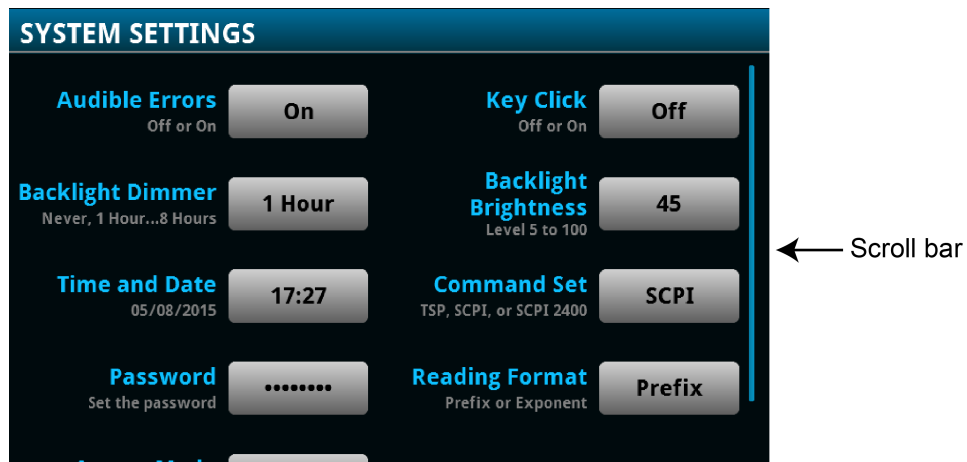 SYSTEM SETTINGS
Audible Errors
Off or On
On
Key Click
Off or On
Off
Backlight Dimmer
Never, 1 Hour...8 Hours
1 Hour
Backlight
Brightness
Level 5 to 100
45
Scroll bar
Time and Date
05/08/2015
17:27
Command Set
TSP, SCPI, or SCPI 2400
SCPI
Password
Set the password
••••••••
Reading Format
Prefix or Exponent
Prefix